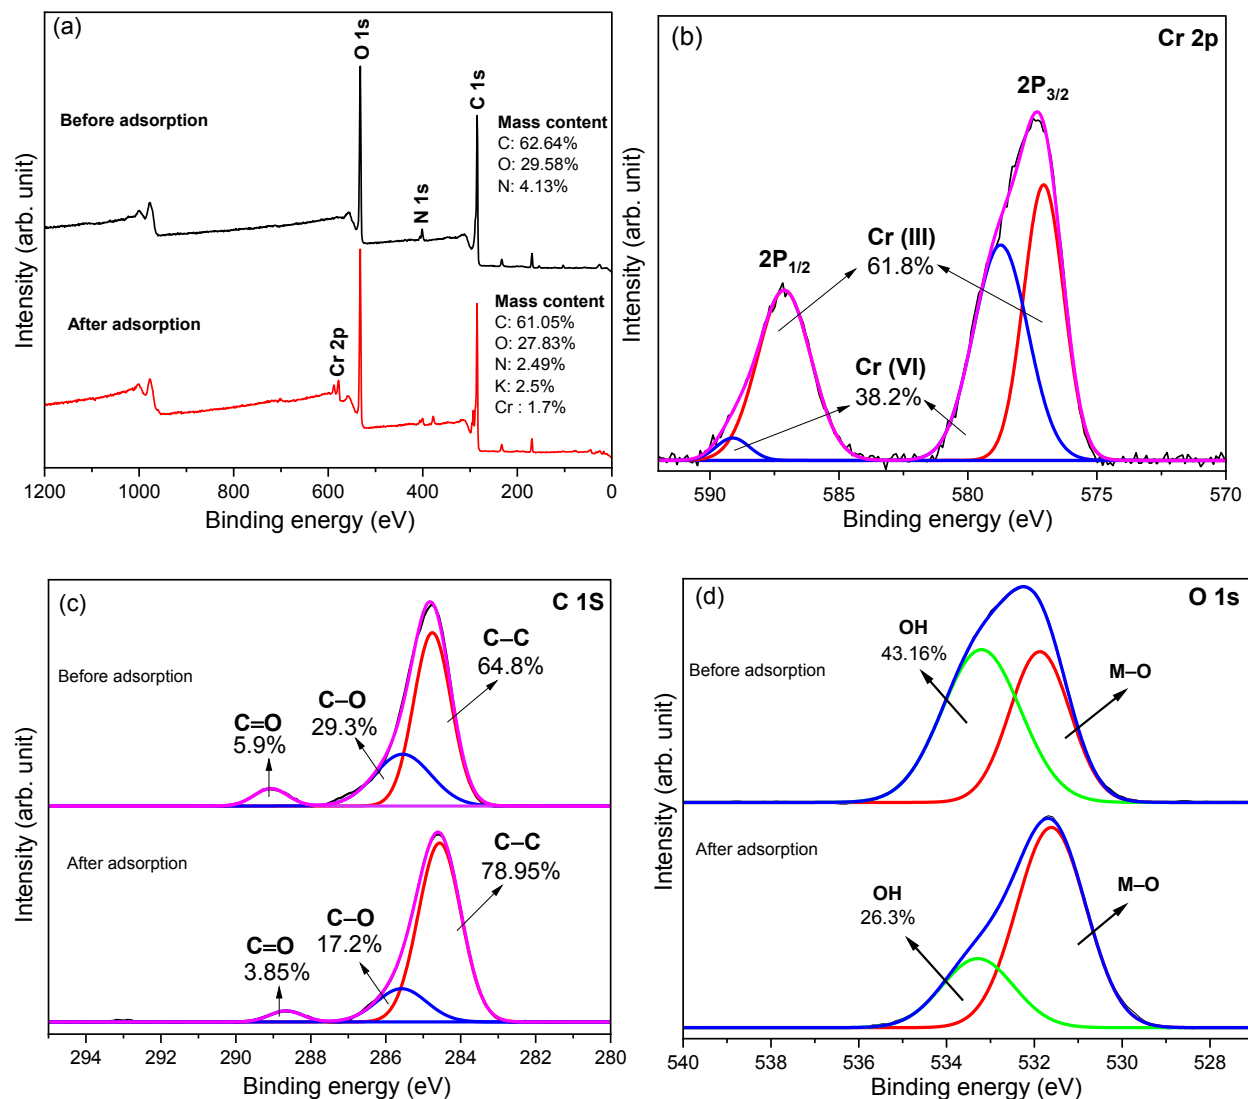 (a)
O 1s
C 1s
Before adsorption
Mass content
C: 62.64%
O: 29.58%
N: 4.13%
N 1s
After adsorption
Cr 2p
Mass content
C: 61.05%
O: 27.83%
N: 2.49%
K: 2.5%
Cr : 1.7%
Intensity (arb. unit)
1200 1000 800 600 400 200 0
Binding energy (eV)
(b)
Cr 2p
2P3/2
2P1/2
Cr (III)
61.8%
Cr (VI)
38.2%
Intensity (arb. unit)
590 585 580 575 570
Binding energy (eV)
(c)
C 1S
Before adsorption
C–C
64.8%
C–O
29.3%
C=O
5.9%
After adsorption
C–C
78.95%
C–O
17.2%
C=O
3.85%
Intensity (arb. unit)
294 292 290 288 286 284 282 280
Binding energy (eV)
(d)
O 1s
OH
43.16%
Before adsorption
M–O
After adsorption
OH
26.3%
M–O
Intensity (arb. unit)
540 538 536 534 532 530 528
Binding energy (eV)